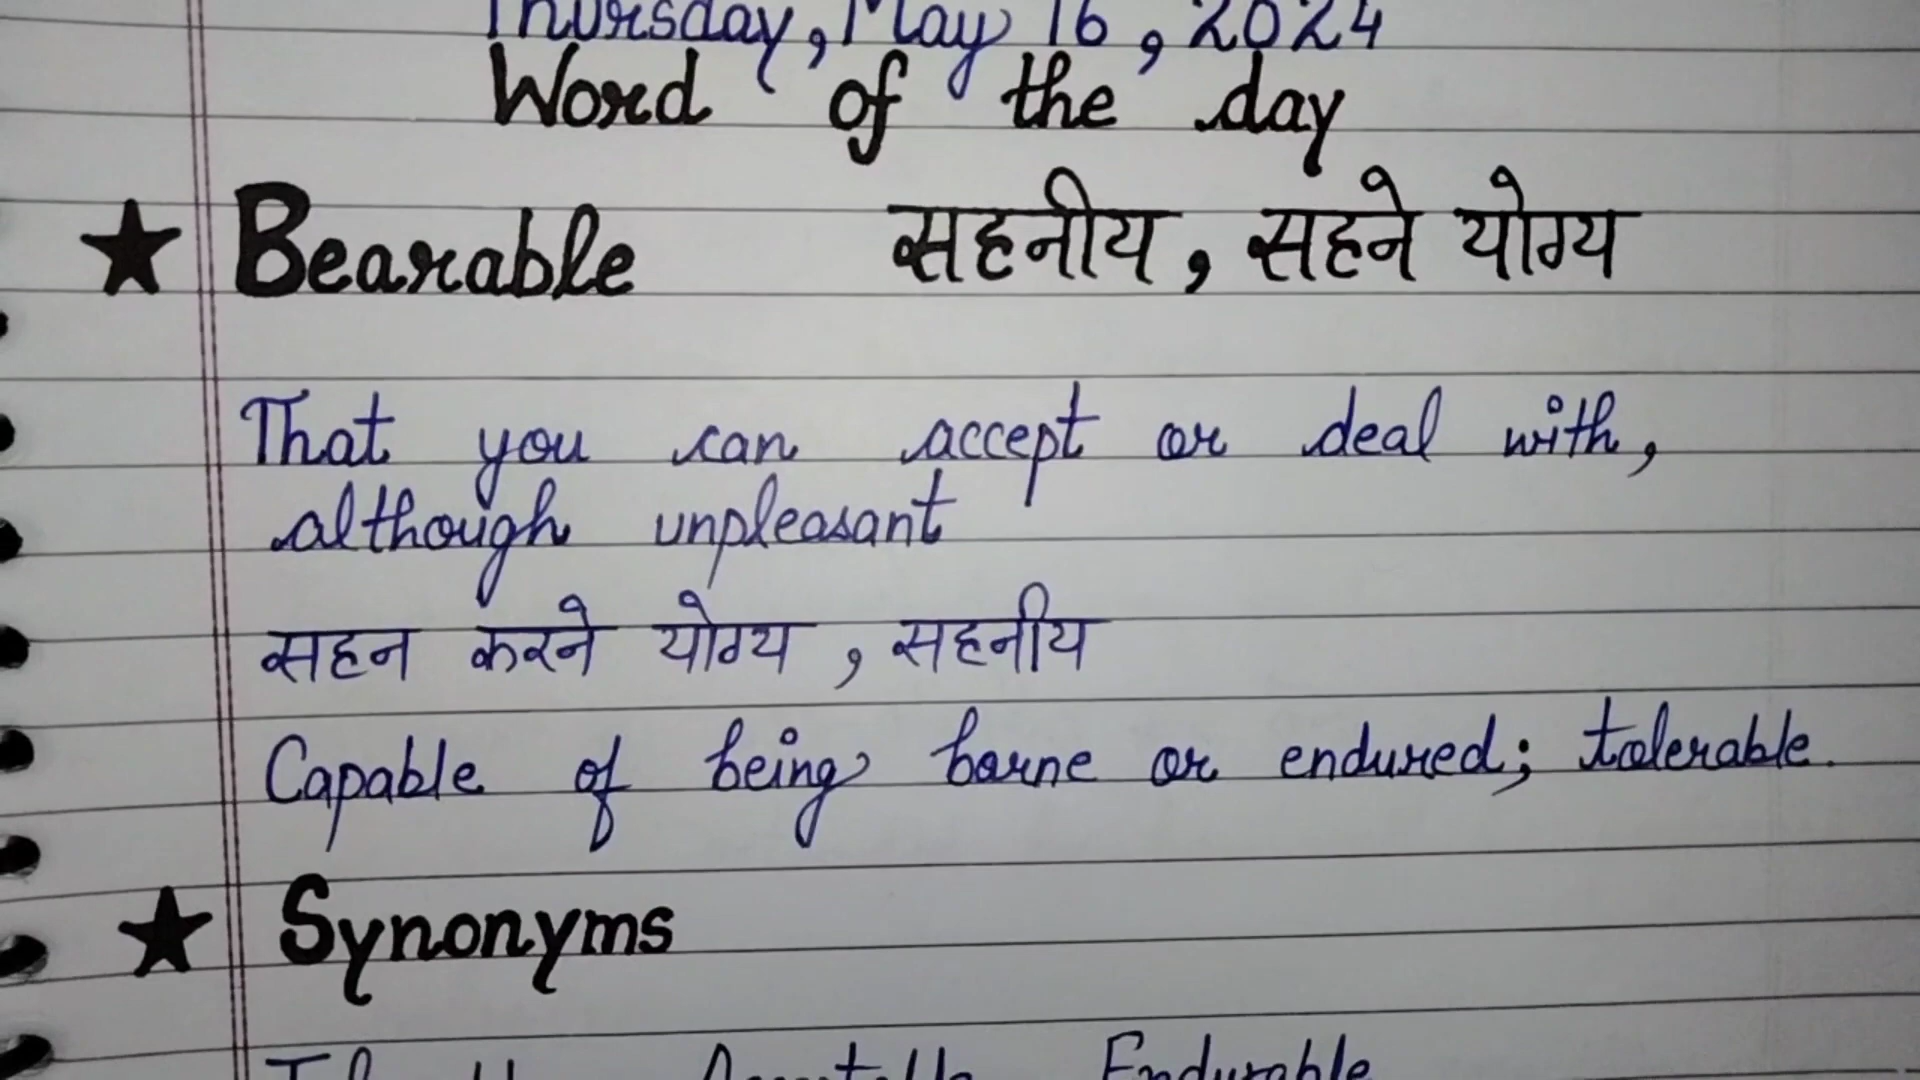 Thursday, May 16, 2024
Word of the day
★ Bearable सहनीय, सहने योग्य
That you can accept or deal with,
although unpleasant
सहन करने योग्य, सहनीय
Capable of being borne or endured; tolerable.
★ Synonyms
Endurable